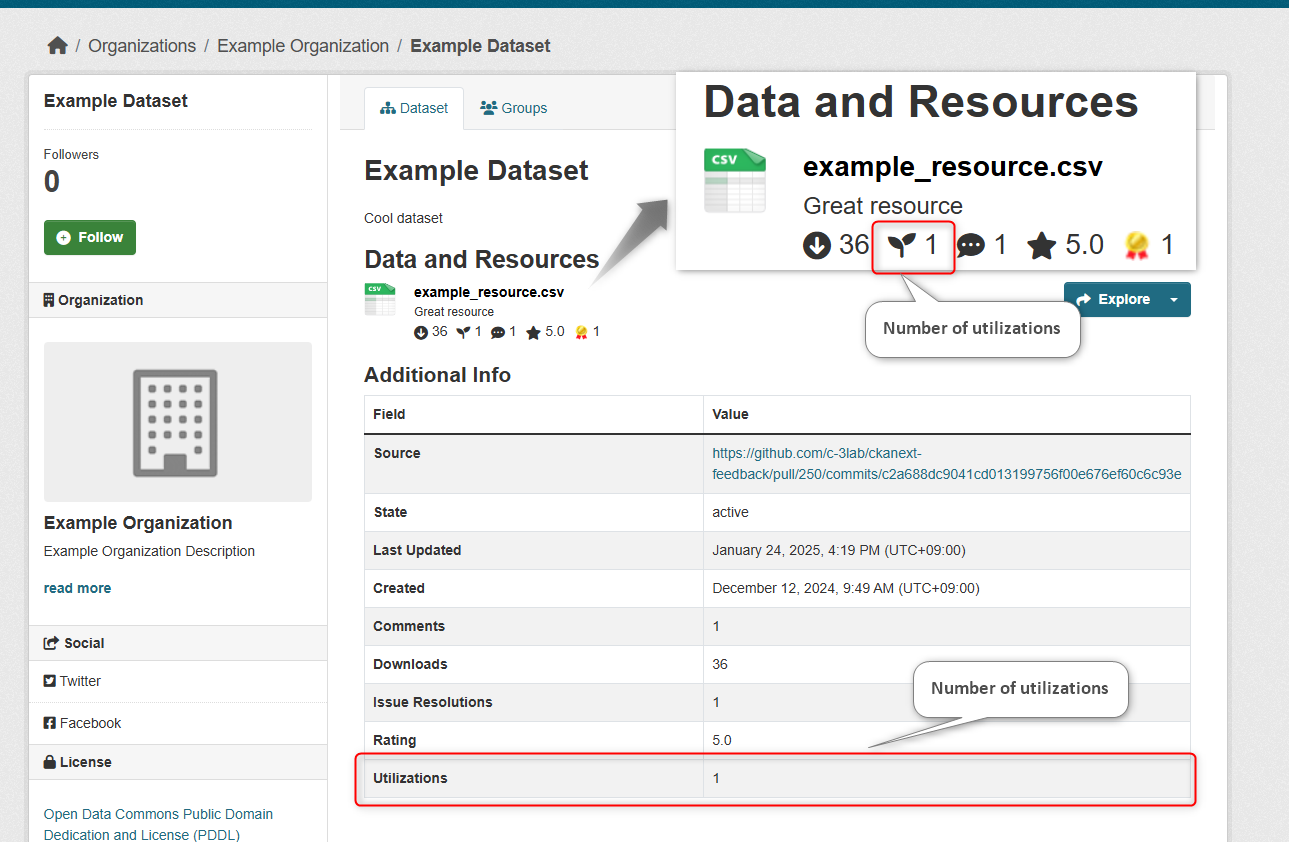 / Organizations / Example Organization / Example Dataset
Example Dataset
Followers
0
Follow
Organization
Example Organization
Example Organization Description
read more
Social
Twitter
Facebook
License
Open Data Commons Public Domain
Dedication and License (PDDL)
Dataset
Groups
Example Dataset
Cool dataset
Data and Resources
CSV
example_resource.csv
Great resource
36 1 1 5.0 1
Data and Resources
CSV
example_resource.csv
Great resource
36 1 1 5.0 1
Explore
Number of utilizations
Additional Info
Field Value
Source https://github.com/c-3lab/ckanext-
feedback/pull/250/commits/c2a688dc9041cd013199756f00e676ef60c6c93e
State active
Last Updated January 24, 2025, 4:19 PM (UTC+09:00)
Created December 12, 2024, 9:49 AM (UTC+09:00)
Comments 1
Downloads 36
Number of utilizations
Issue Resolutions 1
Rating 5.0
Utilizations 1